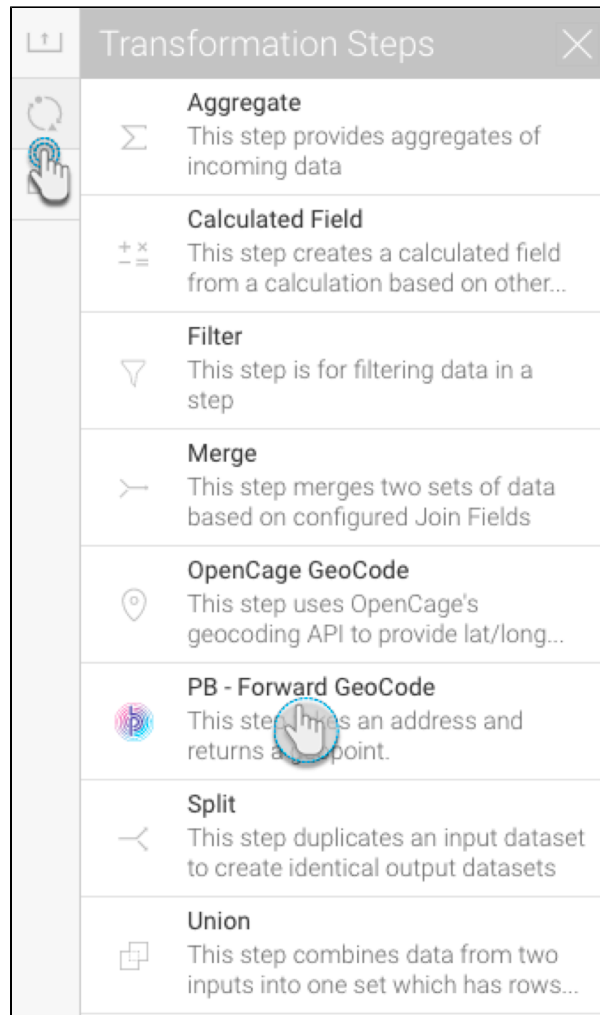 Transformation Steps
Aggregate
This step provides aggregates of
incoming data
Calculated Field
This step creates a calculated field
from a calculation based on other...
Filter
This step is for filtering data in a
step
Merge
This step merges two sets of data
based on configured Join Fields
OpenCage GeoCode
This step uses OpenCage's
geocoding API to provide lat/long...
PB - Forward GeoCode
This step takes an address and
returns a point.
Split
This step duplicates an input dataset
to create identical output datasets
Union
This step combines data from two
inputs into one set which has rows...